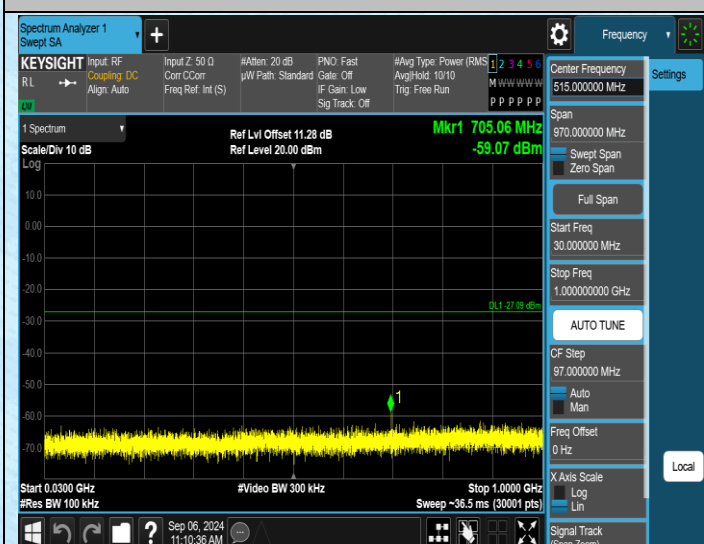 Spectrum Analyzer 1
Swept SA
Frequency
KEYSIGHT
RL
Input: RF
Coupling: DC
Align: Auto
Input Z: 50 Ω
Corr CCorr
Freq Ref: Int (S)
#Atten: 20 dB
µW Path: Standard
PNO: Fast
Gate: Off
IF Gain: Low
Sig Track: Off
#Avg Type: Power (RMS
Avg|Hold: 10/10
Trig: Free Run
1 2 3 4 5 6
M W W W W W
P P P P P P
1 Spectrum
Scale/Div 10 dB
Log
Ref Lvl Offset 11.28 dB
Ref Level 20.00 dBm
Mkr1 705.06 MHz
-59.07 dBm
10.0
0.00
-10.0
-20.0
-30.0
-40.0
-50.0
-60.0
-70.0
DL1 -27.09 dBm
1
Start 0.0300 GHz
#Res BW 100 kHz
#Video BW 300 kHz
Stop 1.0000 GHz
Sweep ~36.5 ms (30001 pts)
?
Sep 06, 2024
11:10:36 AM
Center Frequency
515.000000 MHz
Settings
Span
970.000000 MHz
Swept Span
Zero Span
Full Span
Start Freq
30.000000 MHz
Stop Freq
1.000000000 GHz
AUTO TUNE
CF Step
97.000000 MHz
Auto
Man
Freq Offset
0 Hz
X Axis Scale
Log
Lin
Local
Signal Track
(Span Zoom)